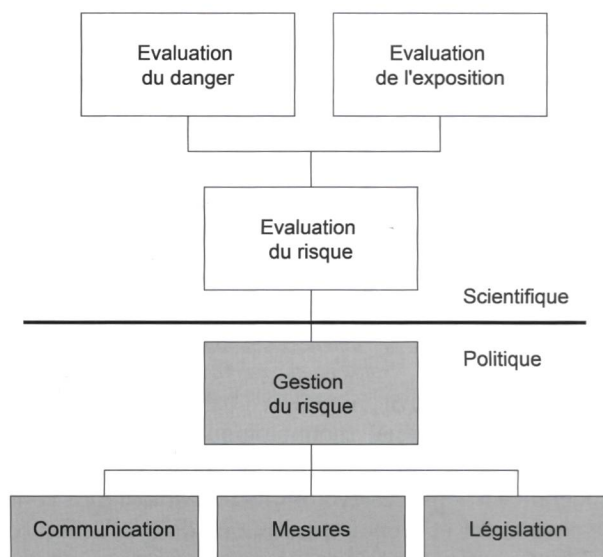 Evaluation
du danger
Evaluation
de l'exposition
Evaluation
du risque
Scientifique
Politique
Gestion
du risque
Communication
Mesures
Législation